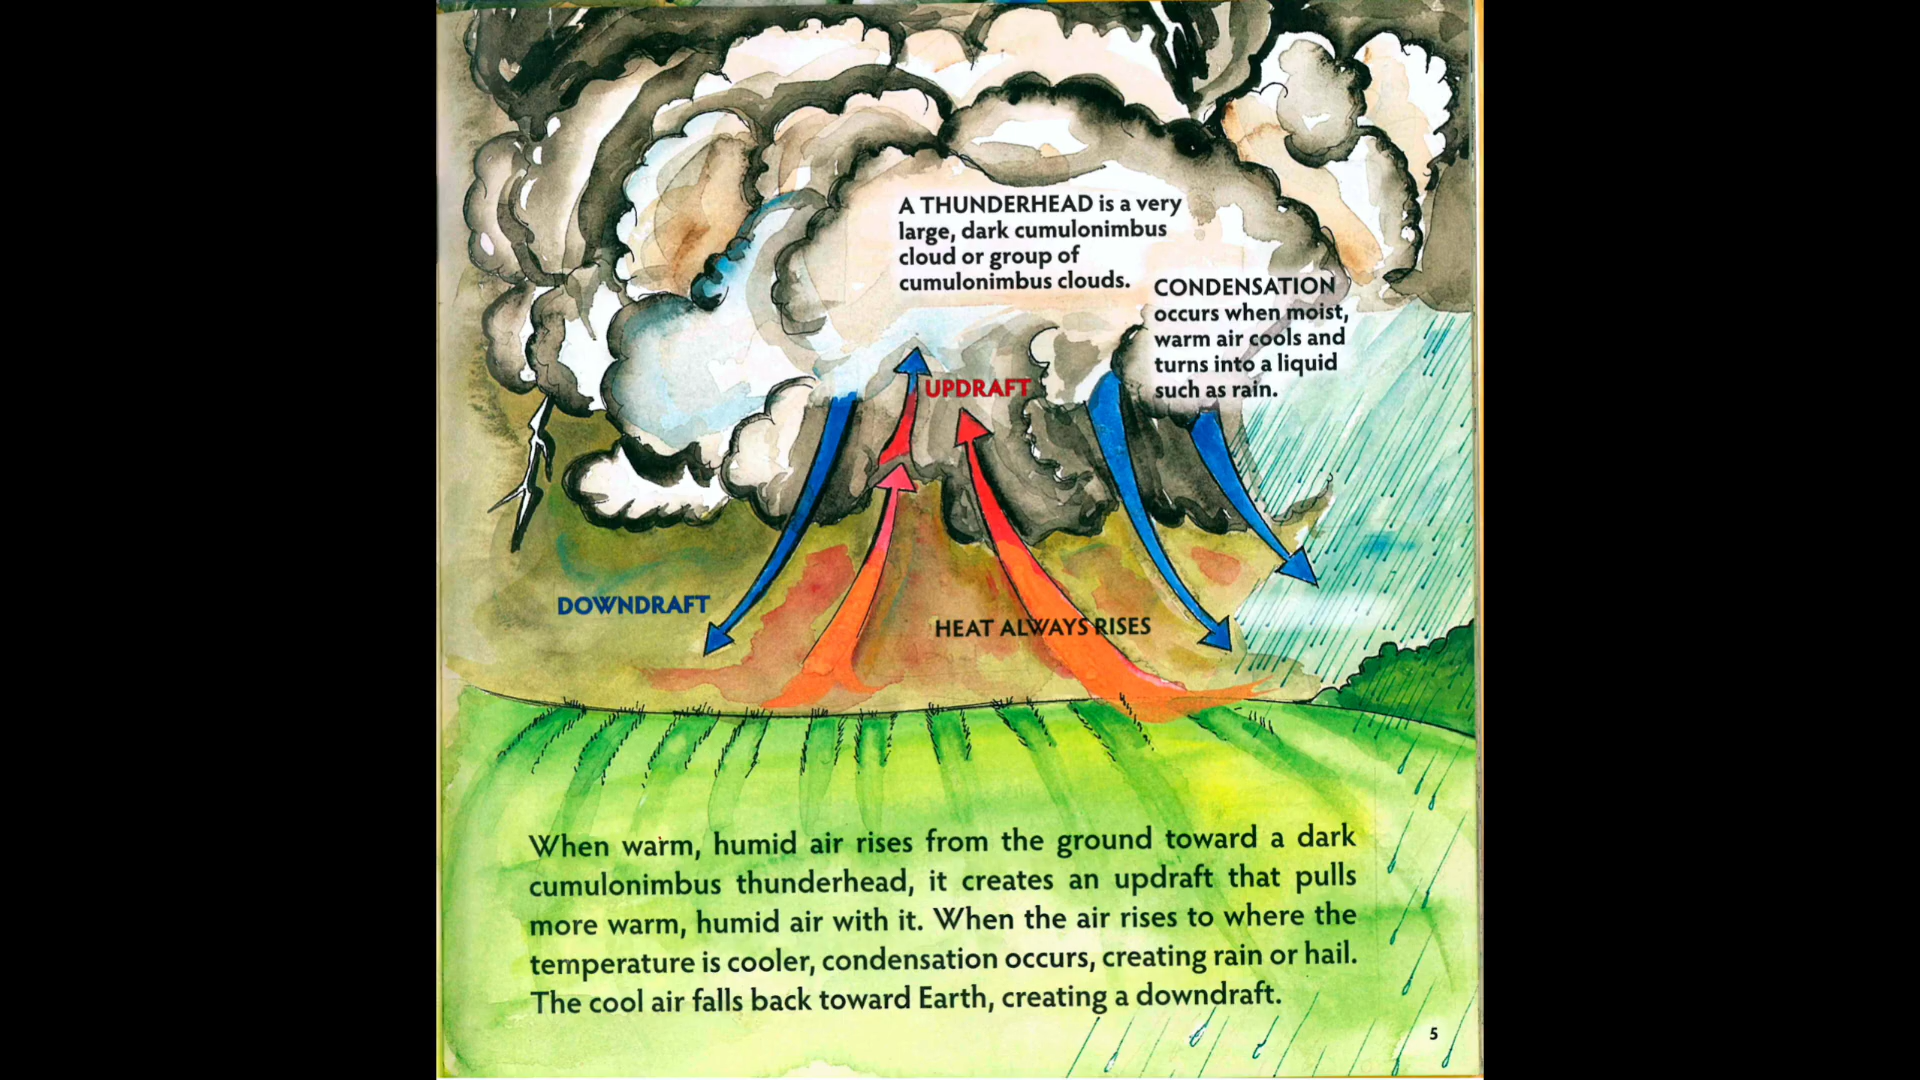 A THUNDERHEAD is a very
large, dark cumulonimbus
cloud or group of
cumulonimbus clouds.
CONDENSATION
occurs when moist,
warm air cools and
turns into a liquid
such as rain.
UPDRAFT
DOWNDRAFT
HEAT ALWAYS RISES
When warm, humid air rises from the ground toward a dark
cumulonimbus thunderhead, it creates an updraft that pulls
more warm, humid air with it. When the air rises to where the
temperature is cooler, condensation occurs, creating rain or hail.
The cool air falls back toward Earth, creating a downdraft.
5